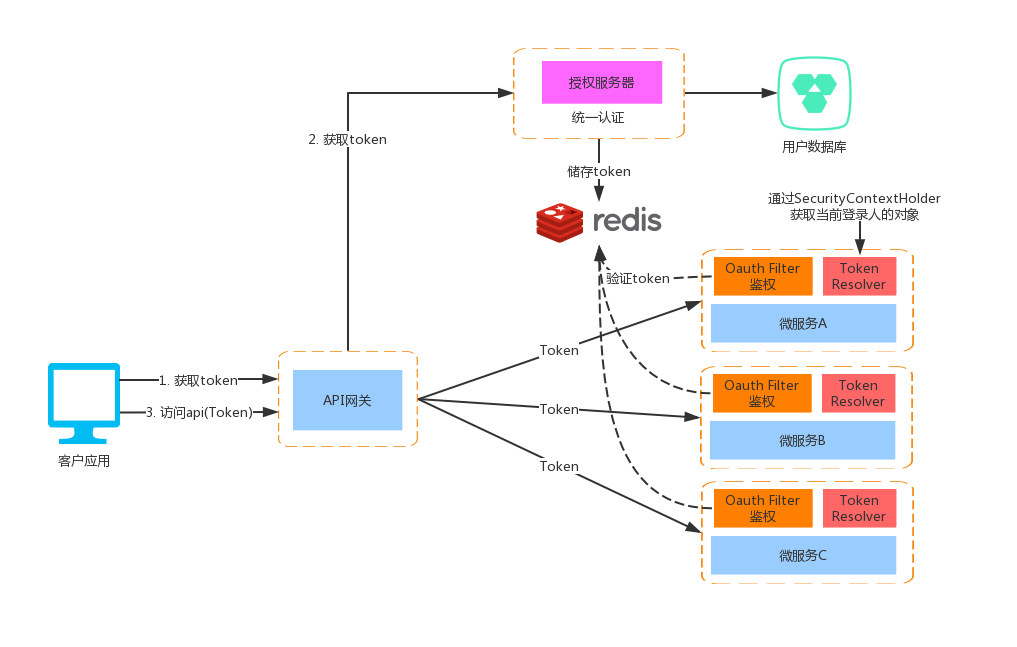 授权服务器
统一认证
2. 获取token
用户数据库
储存token
redis
通过SecurityContextHolder
获取当前登录人的对象
验证token
Oauth Filter
鉴权
Token
Resolver
微服务A
Token
1. 获取token
3. 访问api(Token)
客户应用
API网关
Token
Oauth Filter
鉴权
Token
Resolver
微服务B
Token
Oauth Filter
鉴权
Token
Resolver
微服务C